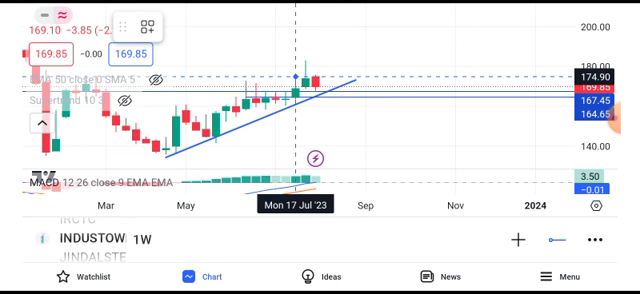 169.10 −3.85 (−2.
200.00
169.85 −0.00 169.85
180.00
174.90
EMA 50 close 0 SMA 5
169.85
Supertrend 10 3
167.45
164.65
140.00
3.50
MACD 12 26 close 9 EMA EMA
−0.01
Mar May Mon 17 Jul '23 Sep Nov 2024
IRCTC
INDUSTOW 1W
JINDALSTE
Watchlist Chart Ideas News Menu